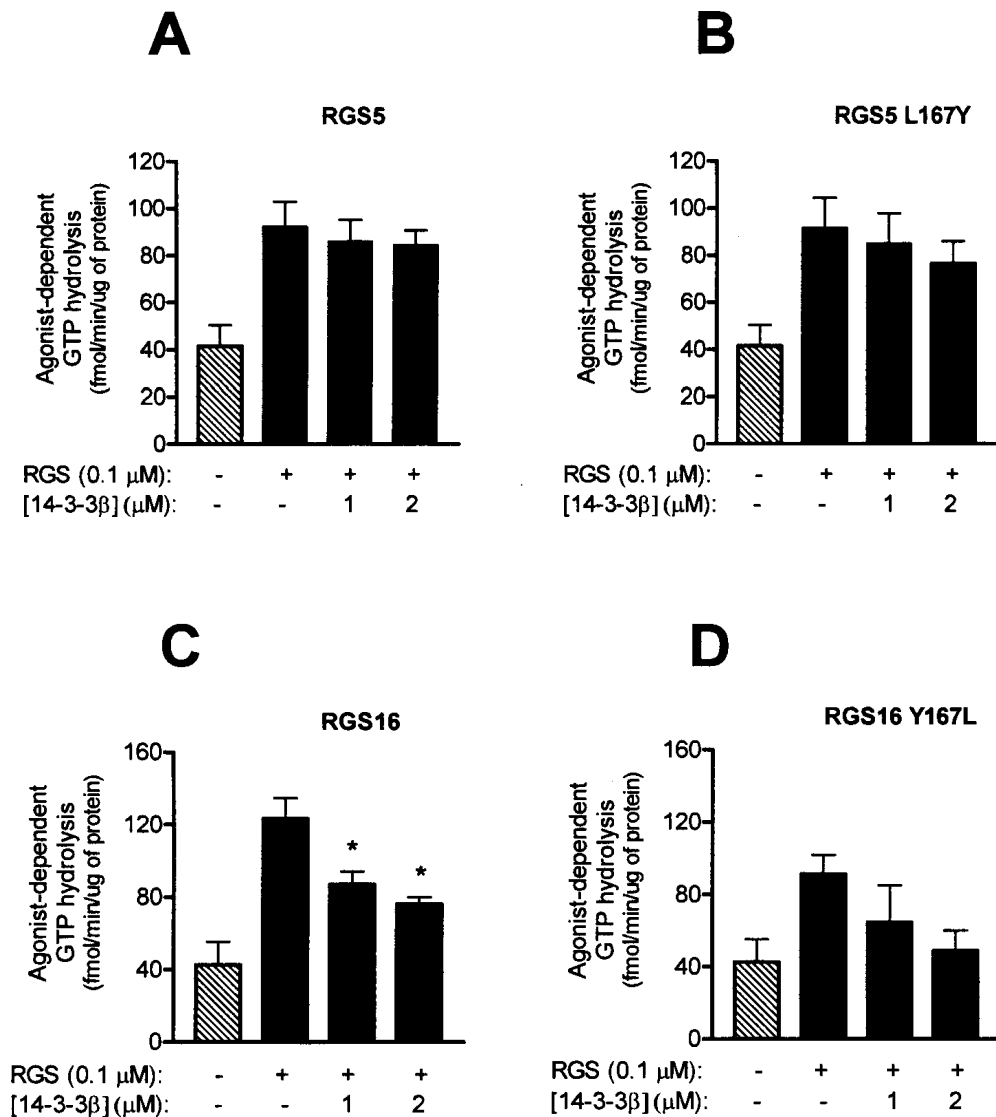 A
RGS5
Agonist-dependent
GTP hydrolysis
(fmol/min/ug of protein)
120
100
80
60
40
20
0
RGS (0.1 µM): - + + +
[14-3-3β] (µM): - - 1 2
B
RGS5 L167Y
Agonist-dependent
GTP hydrolysis
(fmol/min/ug of protein)
120
100
80
60
40
20
0
RGS (0.1 µM): - + + +
[14-3-3β] (µM): - - 1 2
C
RGS16
Agonist-dependent
GTP hydrolysis
(fmol/min/ug of protein)
160
120
80
40
0
* *
RGS (0.1 µM): - + + +
[14-3-3β] (µM): - - 1 2
D
RGS16 Y167L
Agonist-dependent
GTP hydrolysis
(fmol/min/ug of protein)
160
120
80
40
0
RGS (0.1 µM): - + + +
[14-3-3β] (µM): - - 1 2